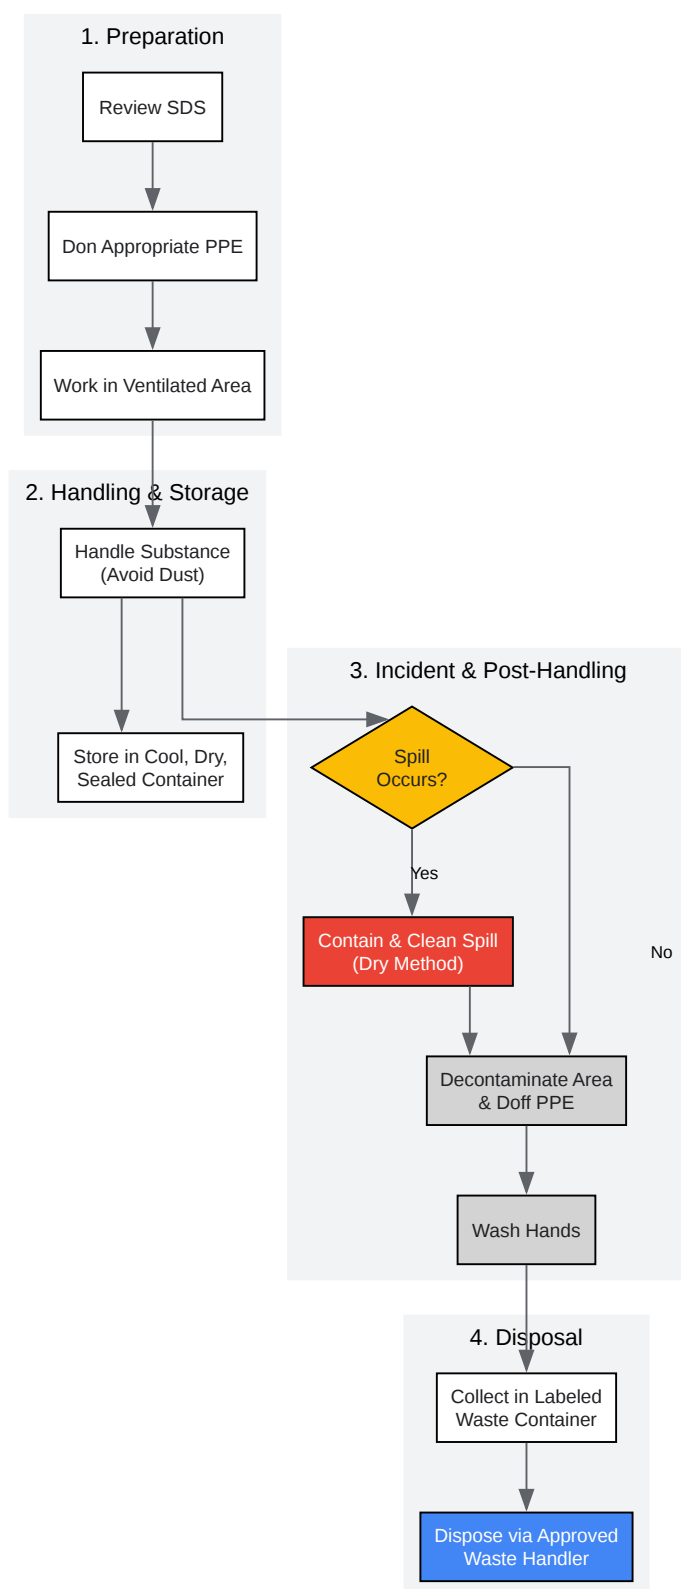 1. Preparation
Review SDS
Don Appropriate PPE
Work in Ventilated Area
2. Handling & Storage
Handle Substance
(Avoid Dust)
Store in Cool, Dry,
Sealed Container
3. Incident & Post-Handling
Spill
Occurs?
Yes
Contain & Clean Spill
(Dry Method)
No
Decontaminate Area
& Doff PPE
Wash Hands
4. Disposal
Collect in Labeled
Waste Container
Dispose via Approved
Waste Handler